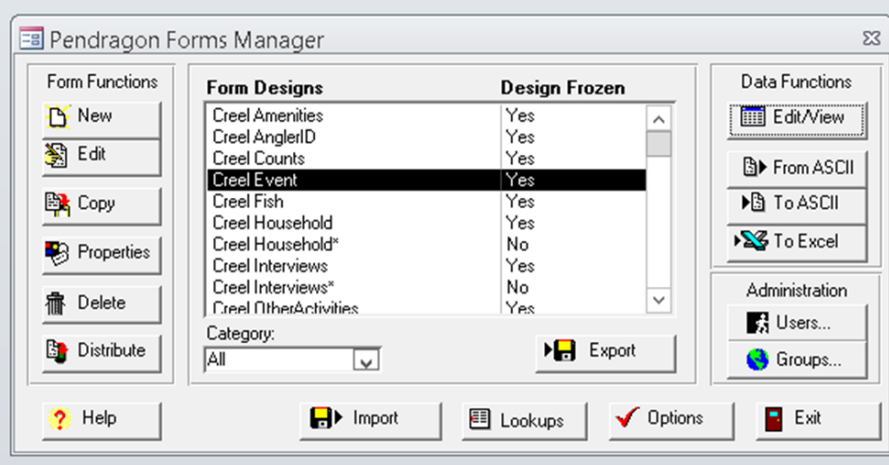 Pendragon Forms Manager
Form Functions
New
Edit
Copy
Properties
Delete
Distribute
Form Designs Design Frozen
Creel Amenities Yes
Creel AnglerID Yes
Creel Counts Yes
Creel Event Yes
Creel Fish Yes
Creel Household Yes
Creel Household* No
Creel Interviews Yes
Creel Interviews* No
Creel OtherActivities Yes
Category:
All
Export
Data Functions
Edit/View
From ASCII
To ASCII
To Excel
Administration
Users...
Groups...
Help
Import
Lookups
Options
Exit